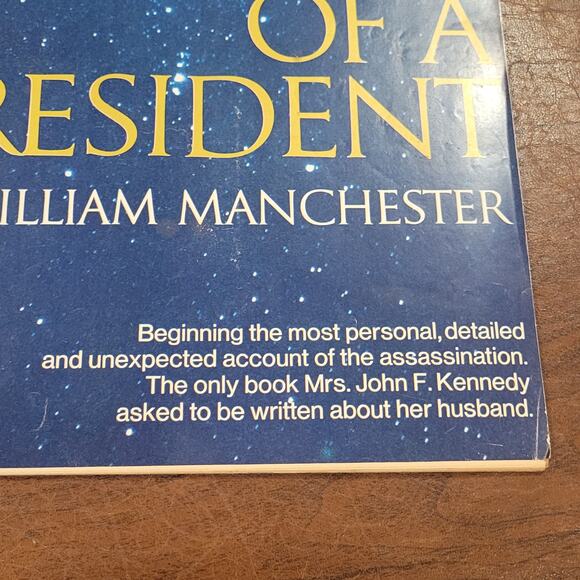 OF A
RESIDENT
ILLIAM MANCHESTER
Beginning the most personal, detailed
and unexpected account of the assassination.
The only book Mrs. John F. Kennedy
asked to be written about her husband.